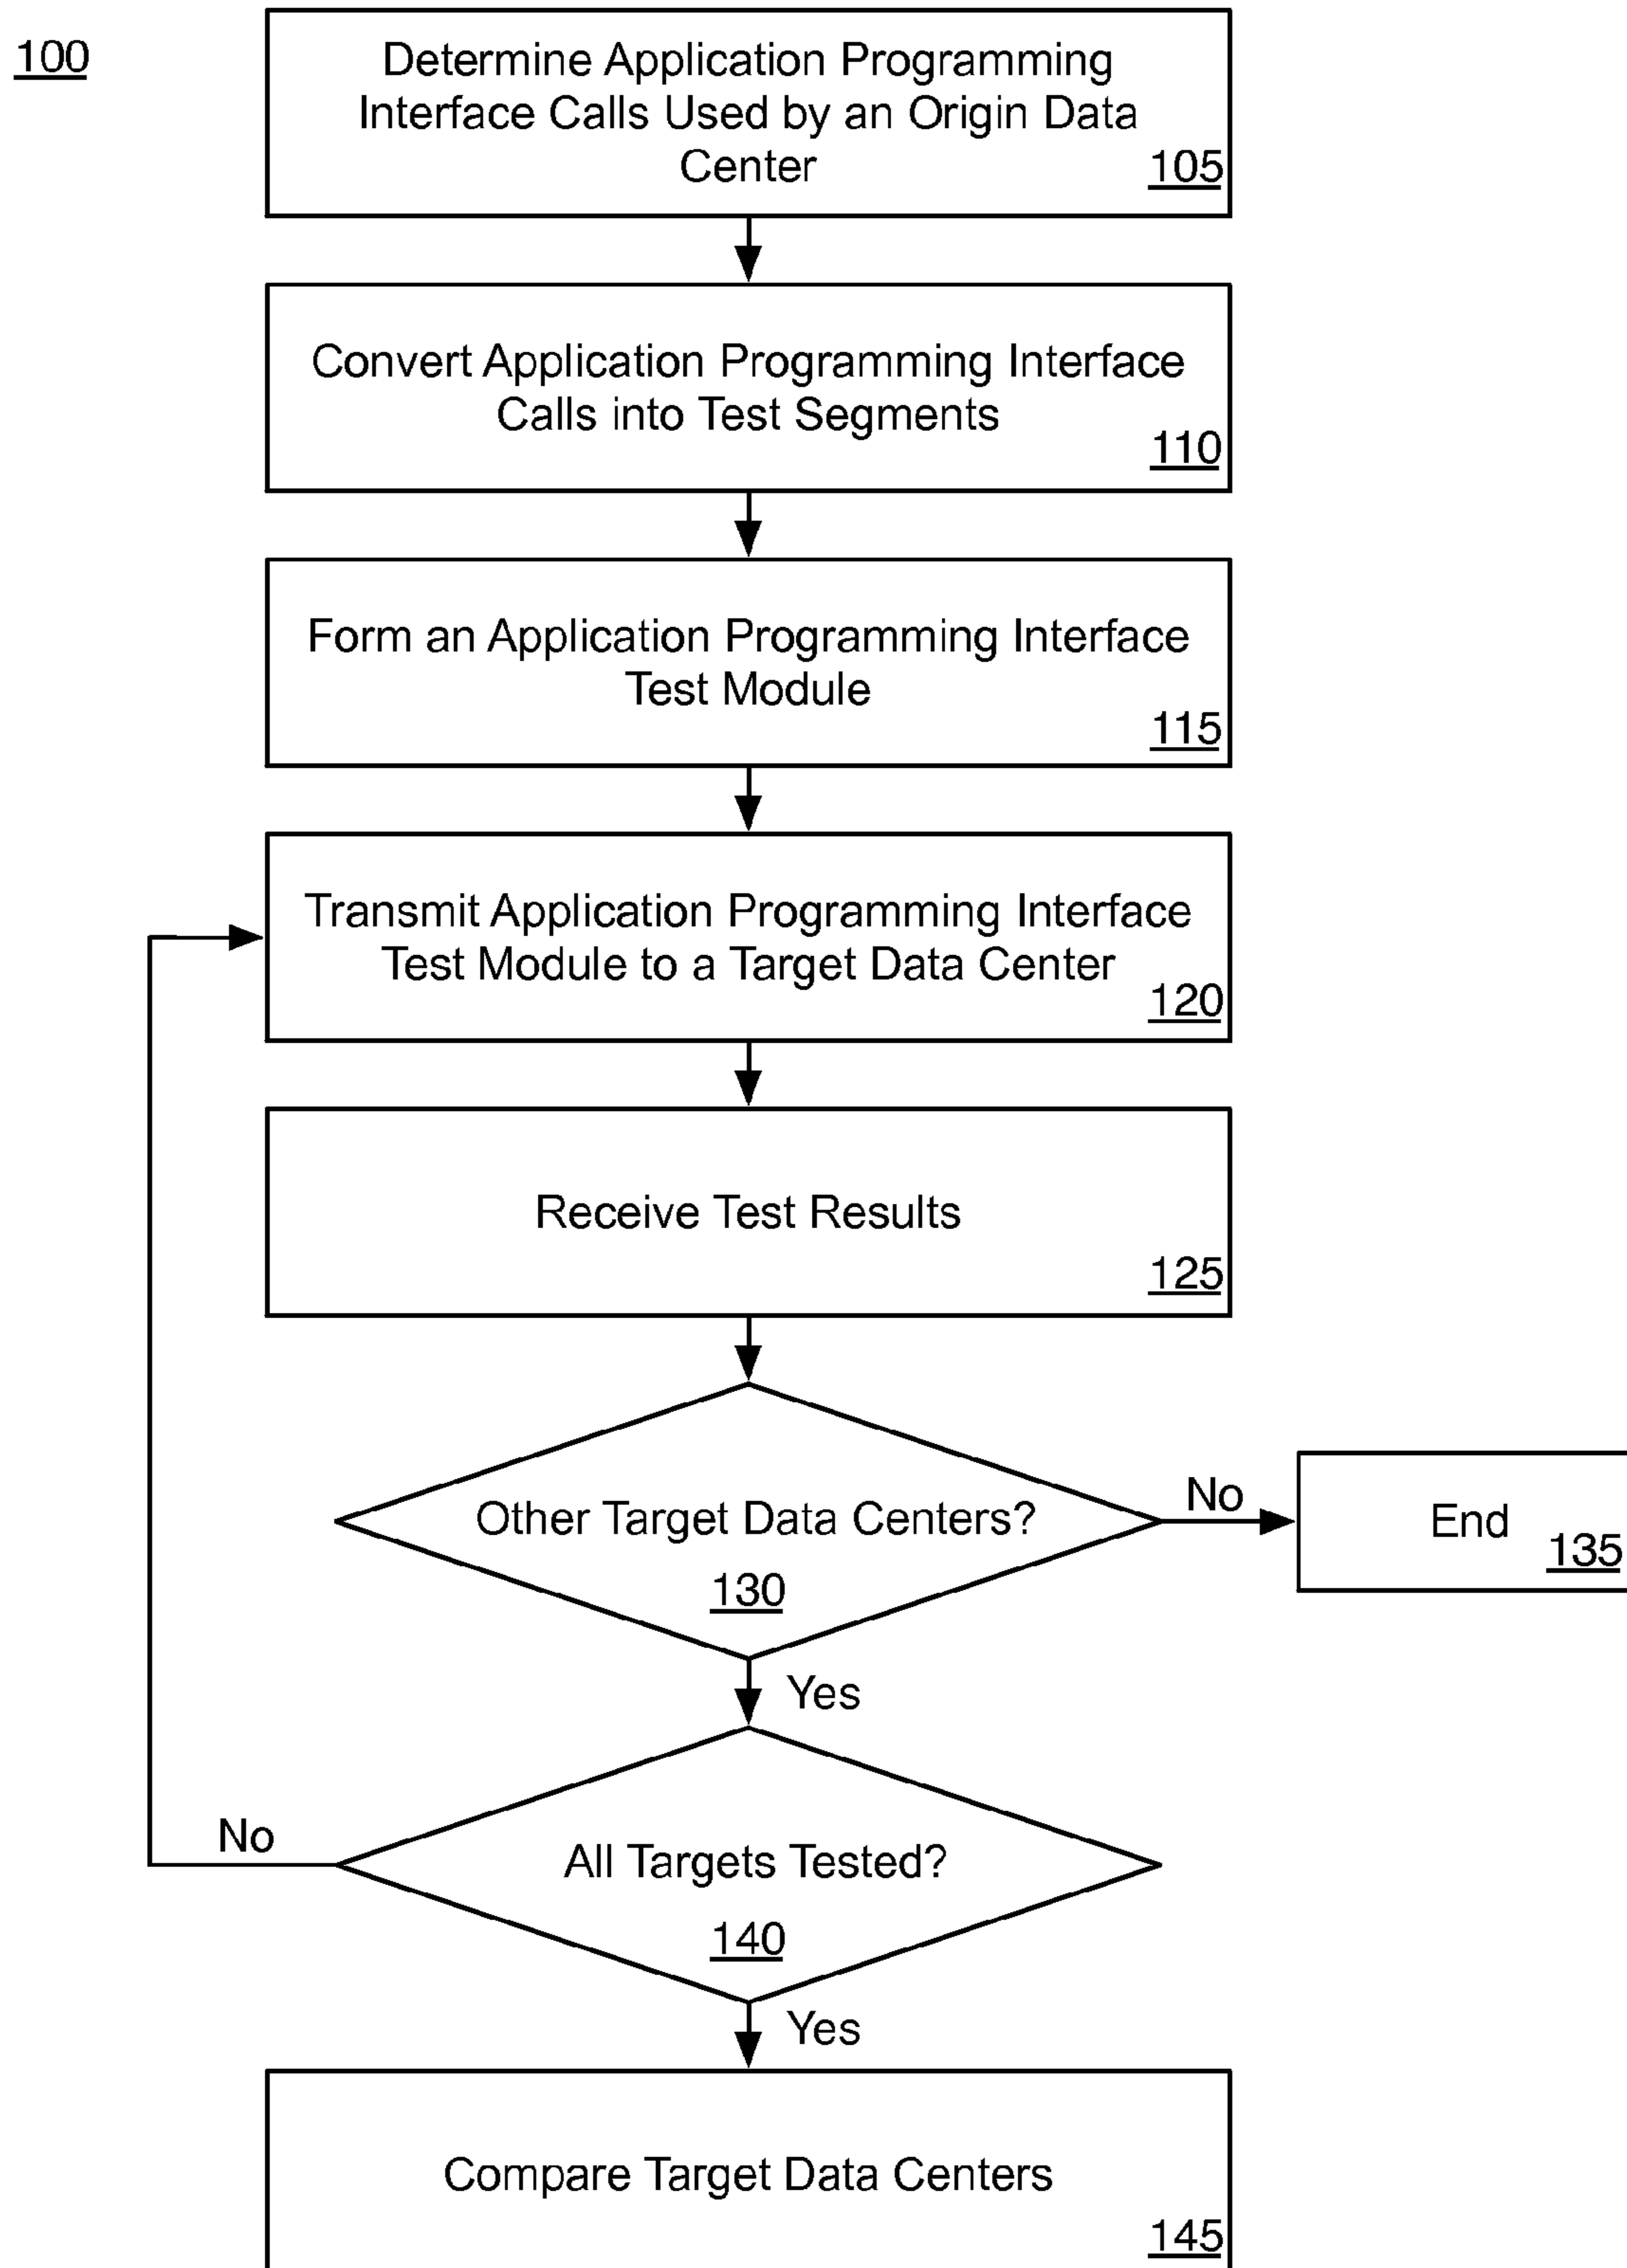 100
Determine Application Programming
Interface Calls Used by an Origin Data
Center
105
Convert Application Programming Interface
Calls into Test Segments
110
Form an Application Programming Interface
Test Module
115
Transmit Application Programming Interface
Test Module to a Target Data Center
120
Receive Test Results
125
Other Target Data Centers?
130
No
End
135
Yes
All Targets Tested?
140
No
Yes
Compare Target Data Centers
145